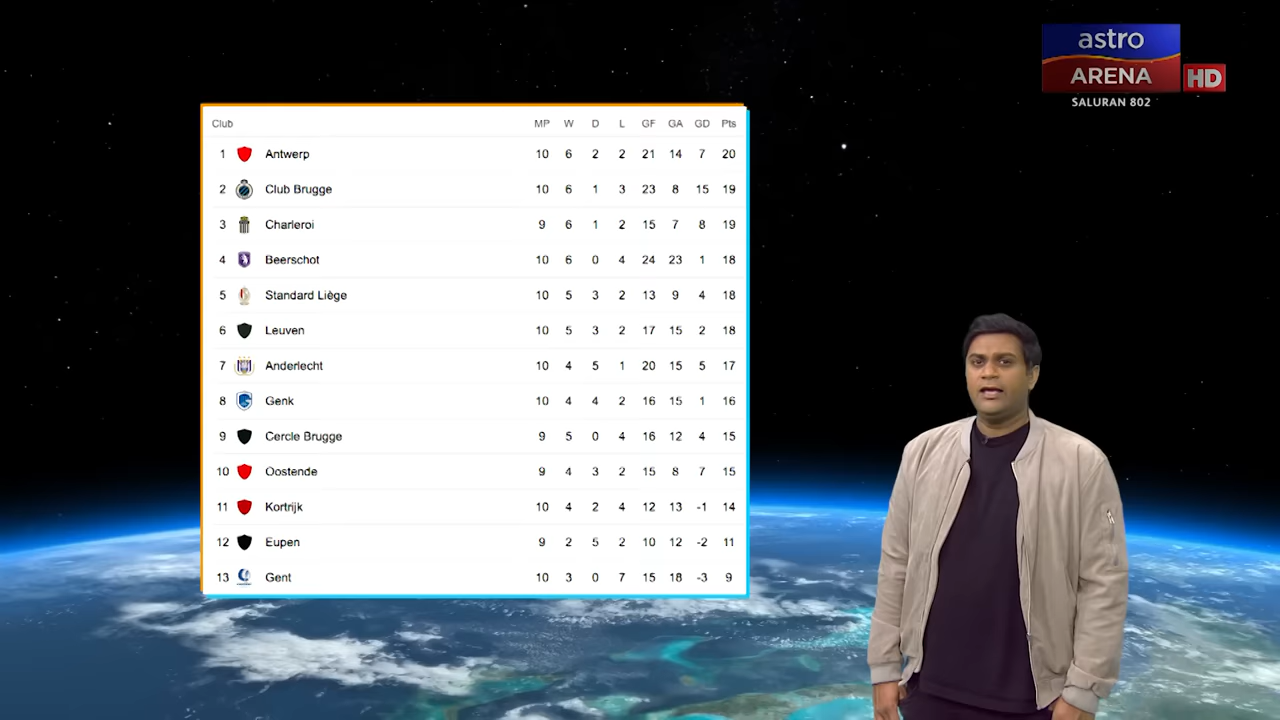 astro
ARENA HD
SALURAN 802
Club MP W D L GF GA GD Pts
1 Antwerp 10 6 2 2 21 14 7 20
2 Club Brugge 10 6 1 3 23 8 15 19
3 Charleroi 9 6 1 2 15 7 8 19
4 Beerschot 10 6 0 4 24 23 1 18
5 Standard Liège 10 5 3 2 13 9 4 18
6 Leuven 10 5 3 2 17 15 2 18
7 Anderlecht 10 4 5 1 20 15 5 17
8 Genk 10 4 4 2 16 15 1 16
9 Cercle Brugge 9 5 0 4 16 12 4 15
10 Oostende 9 4 3 2 15 8 7 15
11 Kortrijk 10 4 2 4 12 13 -1 14
12 Eupen 9 2 5 2 10 12 -2 11
13 Gent 10 3 0 7 15 18 -3 9